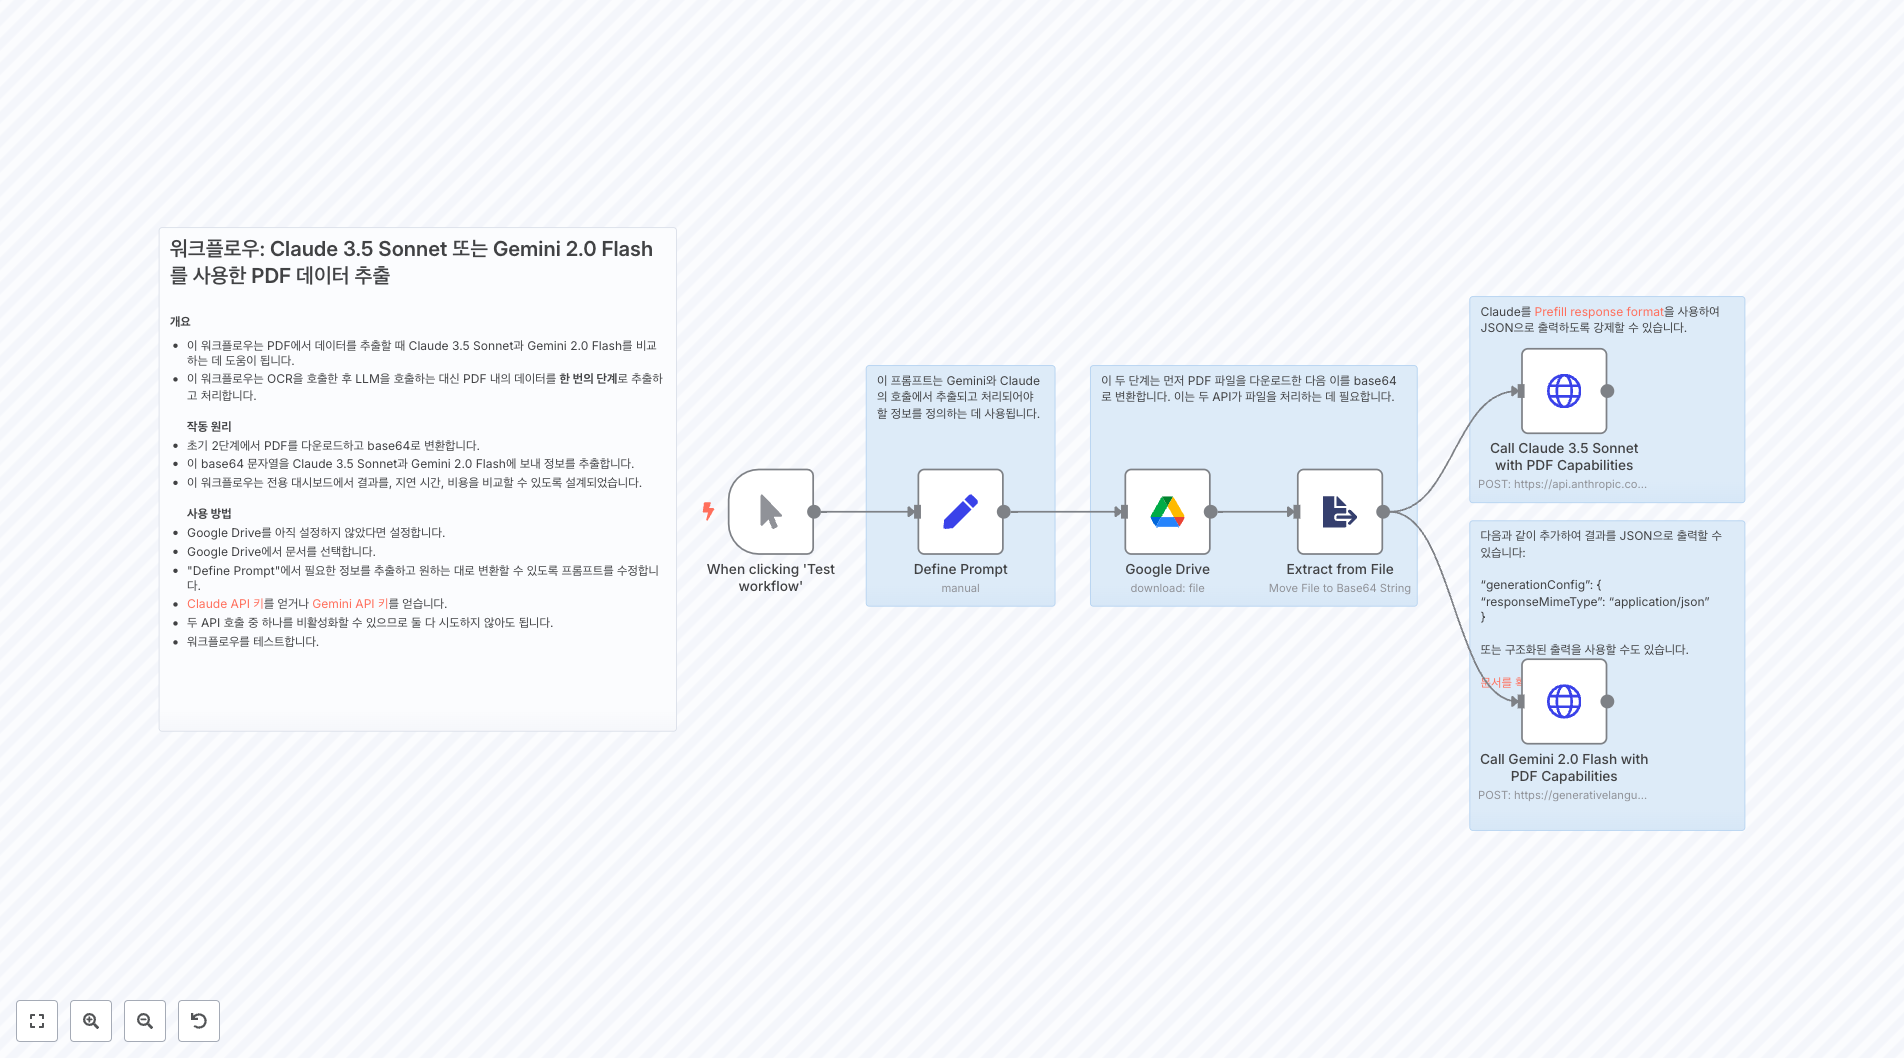 워크플로우: Claude 3.5 Sonnet 또는 Gemini 2.0 Flash
를 사용한 PDF 데이터 추출
개요
이 워크플로우는 PDF에서 데이터를 추출할 때 Claude 3.5 Sonnet과 Gemini 2.0 Flash를 비교
하는 데 도움이 됩니다.
이 워크플로우는 OCR을 호출한 후 LLM을 호출하는 대신 PDF 내의 데이터를 한 번의 단계로 추출하
고 처리합니다.
작동 원리
초기 2단계에서 PDF를 다운로드하고 base64로 변환합니다.
이 base64 문자열을 Claude 3.5 Sonnet과 Gemini 2.0 Flash에 보내 정보를 추출합니다.
이 워크플로우는 전용 대시보드에서 결과를, 지연 시간, 비용을 비교할 수 있도록 설계되었습니다.
사용 방법
Google Drive를 아직 설정하지 않았다면 설정합니다.
Google Drive에서 문서를 선택합니다.
"Define Prompt"에서 필요한 정보를 추출하고 원하는 대로 변환할 수 있도록 프롬프트를 수정합니
다.
Claude API 키를 얻거나 Gemini API 키를 얻습니다.
두 API 호출 중 하나를 비활성화할 수 있으므로 둘 다 시도하지 않아도 됩니다.
워크플로우를 테스트합니다.
When clicking 'Test
workflow'
이 프롬프트는 Gemini와 Claude
의 호출에서 추출되고 처리되어야
할 정보를 정의하는 데 사용됩니다.
Define Prompt
manual
이 두 단계는 먼저 PDF 파일을 다운로드한 다음 이를 base64
로 변환합니다. 이는 두 API가 파일을 처리하는 데 필요합니다.
Google Drive
download: file
Extract from File
Move File to Base64 String
Claude를 Prefill response format을 사용하여
JSON으로 출력하도록 강제할 수 있습니다.
Call Claude 3.5 Sonnet
with PDF Capabilities
POST: https://api.anthropic.co...
다음과 같이 추가하여 결과를 JSON으로 출력할 수
있습니다:
“generationConfig”: {
“responseMimeType”: “application/json”
}
또는 구조화된 출력을 사용할 수도 있습니다.
문서를
Call Gemini 2.0 Flash with
PDF Capabilities
POST: https://generativelangu...